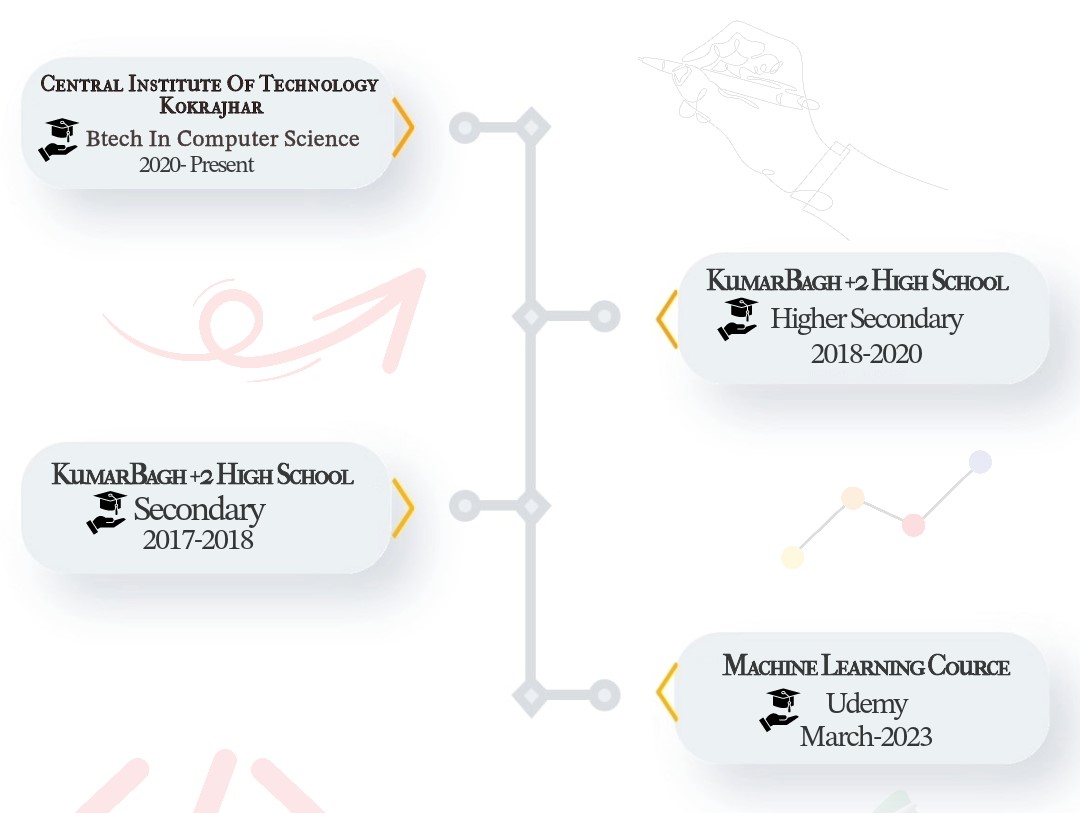 Central Institute Of Technology
Kokrajhar
Btech In Computer Science
2020- Present
KumarBagh +2 High School
Higher Secondary
2018-2020
KumarBagh +2 High School
Secondary
2017-2018
Machine Learning Cource
Udemy
March-2023